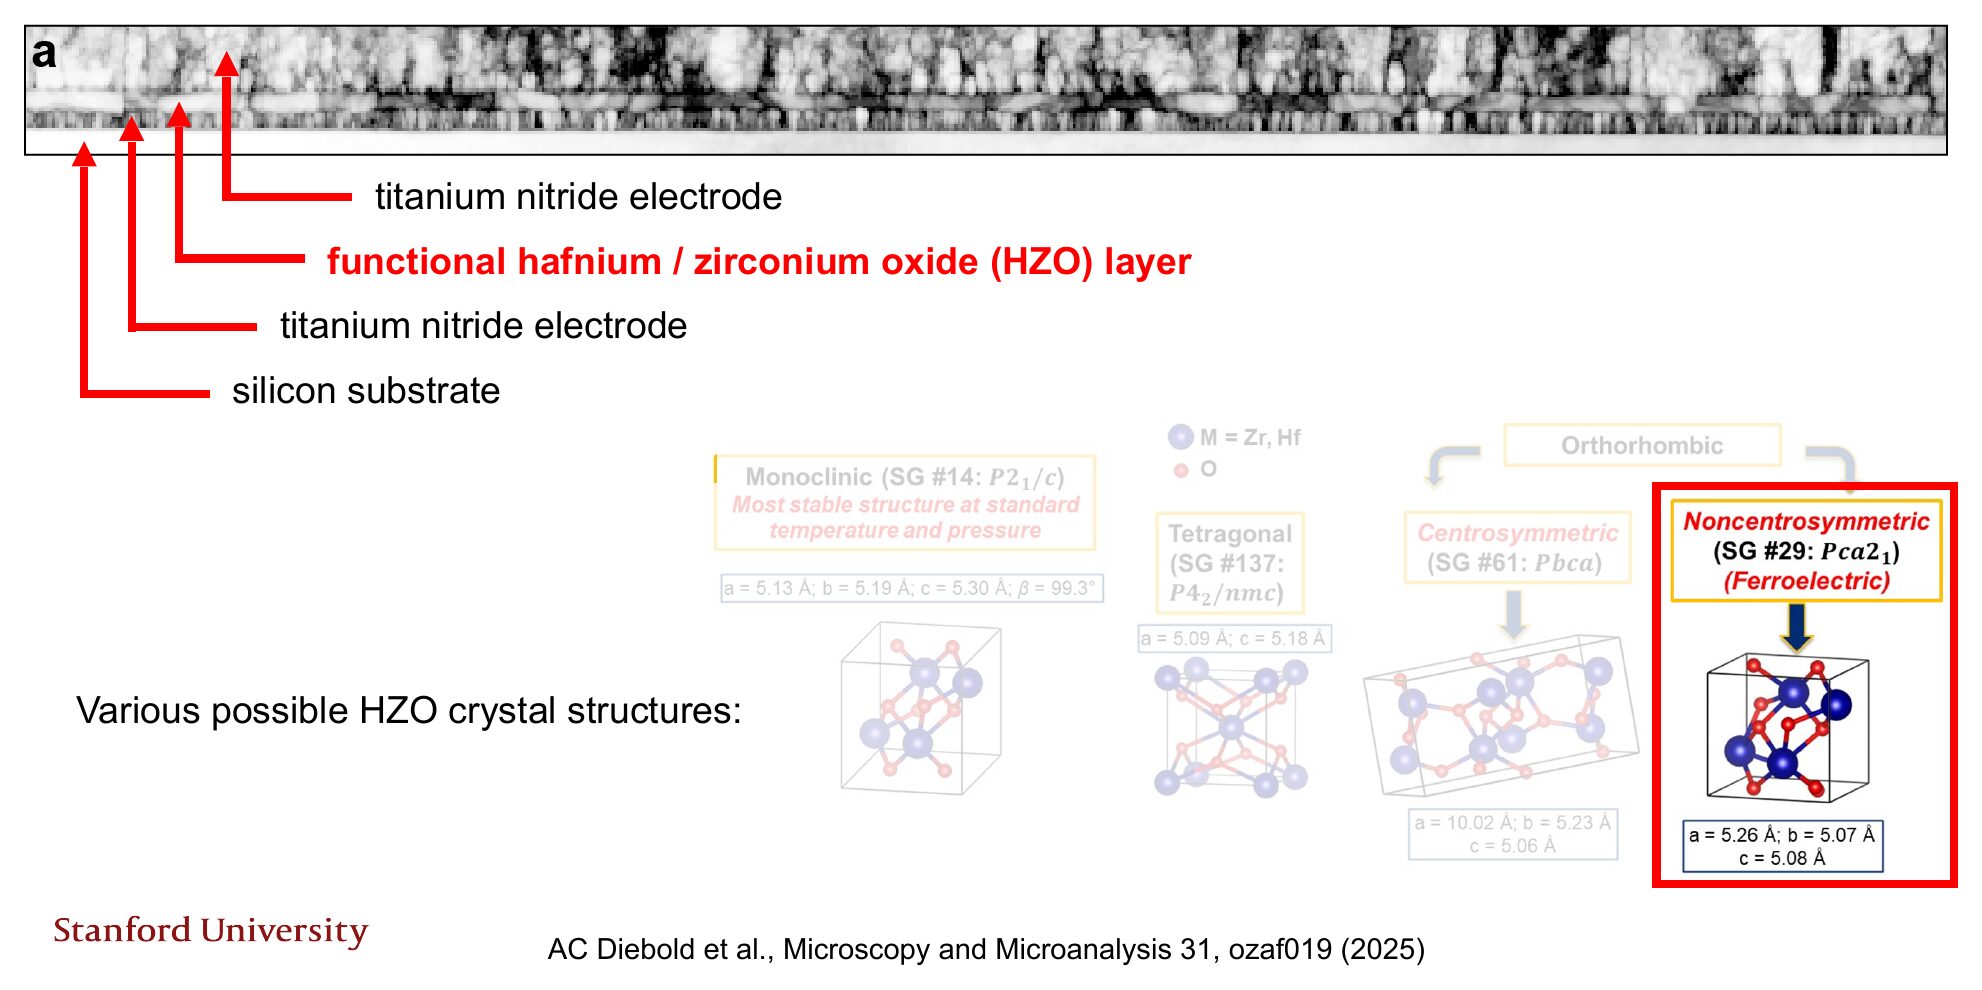 a
titanium nitride electrode
functional hafnium / zirconium oxide (HZO) layer
titanium nitride electrode
silicon substrate
M = Zr, Hf
O
Orthorhombic
Monoclinic (SG #14: P2₁/c)
Most stable structure at standard
temperature and pressure
a = 5.13 Å; b = 5.19 Å; c = 5.30 Å; β = 99.3°
Tetragonal
(SG #137:
P4₂/nmc)
a = 5.09 Å; c = 5.18 Å
Centrosymmetric
(SG #61: Pbca)
a = 10.02 Å; b = 5.23 Å
c = 5.06 Å
Noncentrosymmetric
(SG #29: Pca2₁)
(Ferroelectric)
a = 5.26 Å; b = 5.07 Å
c = 5.08 Å
Various possible HZO crystal structures:
Stanford University
AC Diebold et al., Microscopy and Microanalysis 31, ozaf019 (2025)